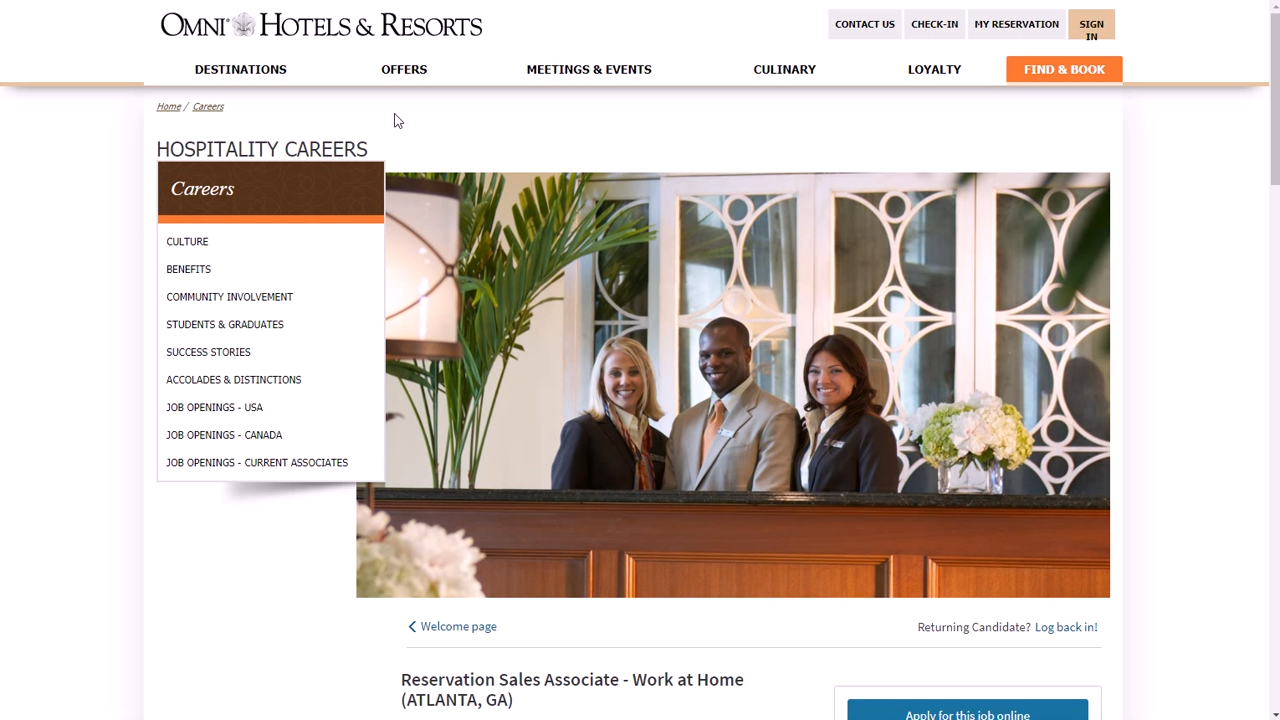 OMNI HOTELS & RESORTS
CONTACT US
CHECK-IN
MY RESERVATION
SIGN
IN
DESTINATIONS
OFFERS
MEETINGS & EVENTS
CULINARY
LOYALTY
FIND & BOOK
Home / Careers
HOSPITALITY CAREERS
Careers
CULTURE
BENEFITS
COMMUNITY INVOLVEMENT
STUDENTS & GRADUATES
SUCCESS STORIES
ACCOLADES & DISTINCTIONS
JOB OPENINGS - USA
JOB OPENINGS - CANADA
JOB OPENINGS - CURRENT ASSOCIATES
Welcome page
Returning Candidate? Log back in!
Reservation Sales Associate - Work at Home
(ATLANTA, GA)
Apply for this job online